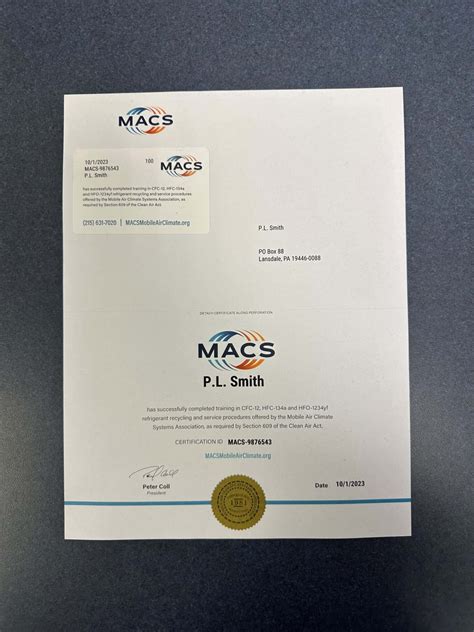 MACS
10/1/2023 100 MACS
MACS-9876543
P.L. Smith
has successfully completed training in CFC-12, HFC-134a
and HFO-1234yf refrigerant recycling and service procedures
offered by the Mobile Air Climate Systems Association, as
required by Section 609 of the Clean Air Act.
(215) 631-7020 | MACSMobileAirClimate.org
P.L. Smith
PO Box 88
Lansdale, PA 19446-0088
DETACH CERTIFICATE ALONG PERFORATION
MACS
P.L. Smith
has successfully completed training in CFC-12, HFC-134a and HFO-1234yf
refrigerant recycling and service procedures offered by the Mobile Air Climate
Systems Association, as required by Section 609 of the Clean Air Act,
CERTIFICATION ID MACS-9876543
MACSMobileAirClimate.org
Peter Coll
President
Date 10/1/2023